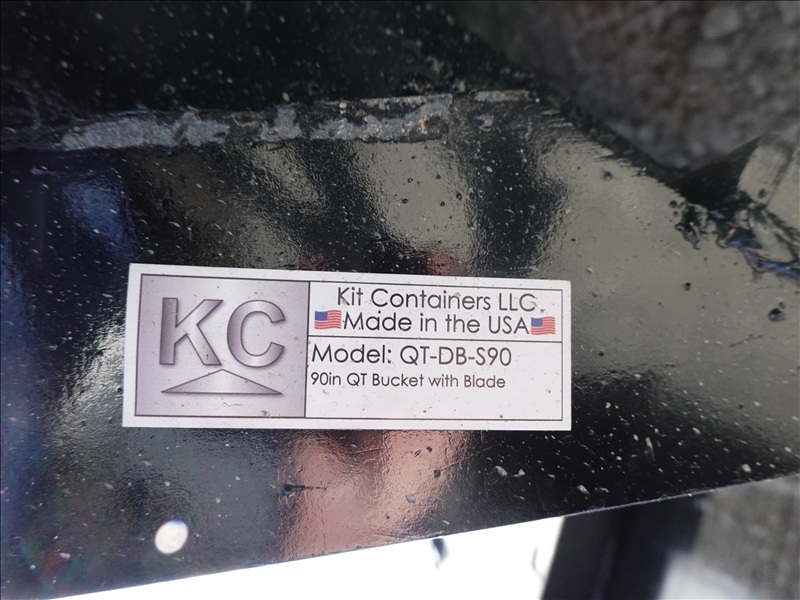 KC
Kit Containers LLC.
Made in the USA
Model: QT-DB-S90
90in QT Bucket with Blade